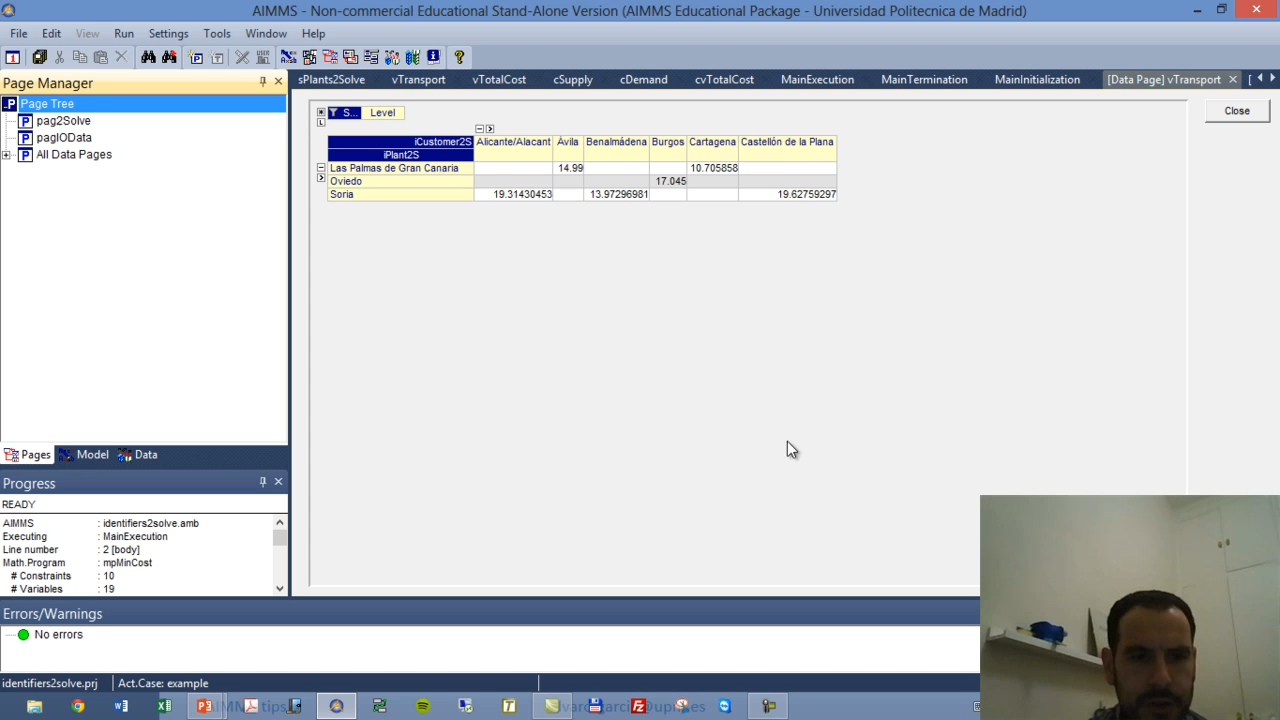 AIMMS - Non-commercial Educational Stand-Alone Version (AIMMS Educational Package - Universidad Politecnica de Madrid)
File Edit View Run Settings Tools Window Help
Page Manager
sPlants2Solve vTransport vTotalCost cSupply cDemand cvTotalCost MainExecution MainTermination MainInitialization [Data Page] vTransport
Page Tree
pag2Solve
pagIOData
All Data Pages
S... Level
Close
iCustomer2S Alicante/Alacant Ávila Benalmádena Burgos Cartagena Castellón de la Plana
iPlant2S
Las Palmas de Gran Canaria 14.99 10.705858
Oviedo 17.045
Soria 19.31430453 13.97296981 19.62759297
Pages Model Data
Progress
READY
AIMMS : identifiers2solve.amb
Executing : MainExecution
Line number : 2 [body]
Math.Program : mpMinCost
# Constraints : 10
# Variables : 19
Errors/Warnings
No errors
identifiers2solve.prj Act.Case: example